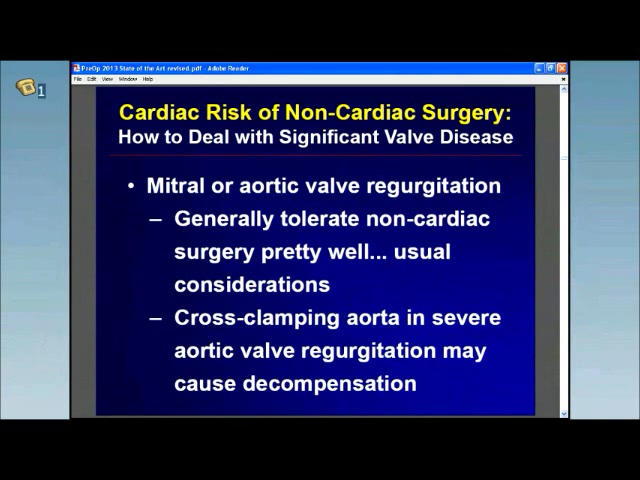 PreOp 2013 State of the Art revised.pdf - Adobe Reader
File Edit View Window Help
1
Cardiac Risk of Non-Cardiac Surgery:
How to Deal with Significant Valve Disease
• Mitral or aortic valve regurgitation
– Generally tolerate non-cardiac
surgery pretty well... usual
considerations
– Cross-clamping aorta in severe
aortic valve regurgitation may
cause decompensation